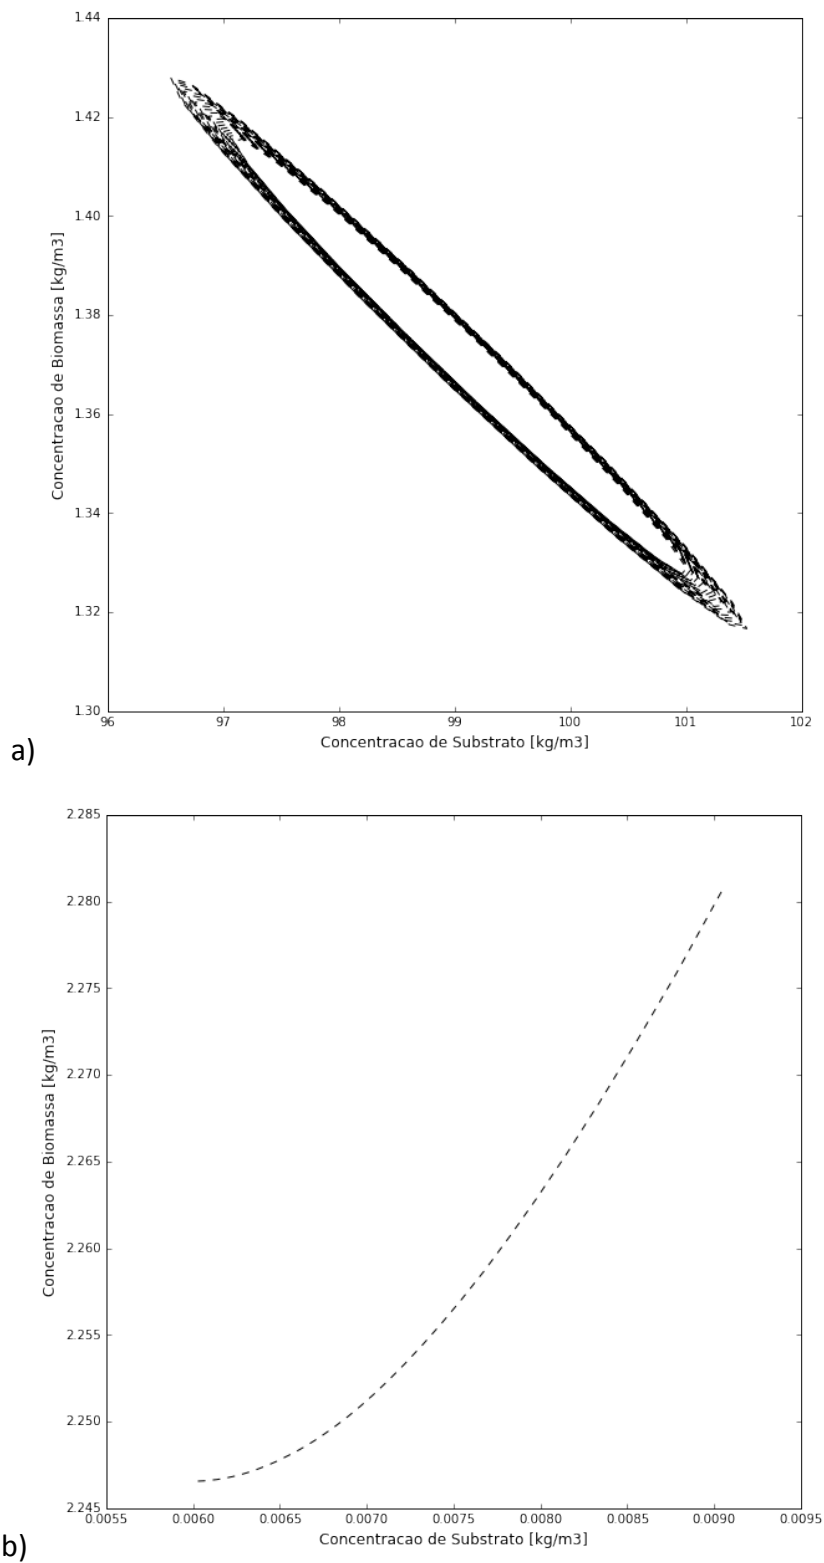 1.44
1.42
1.40
1.38
1.36
1.34
1.32
1.30
Concentracao de Biomassa [kg/m3]
96 97 98 99 100 101 102
Concentracao de Substrato [kg/m3]
a)
2.285
2.280
2.275
2.270
2.265
2.260
2.255
2.250
2.245
Concentracao de Biomassa [kg/m3]
0.0055 0.0060 0.0065 0.0070 0.0075 0.0080 0.0085 0.0090 0.0095
Concentracao de Substrato [kg/m3]
b)